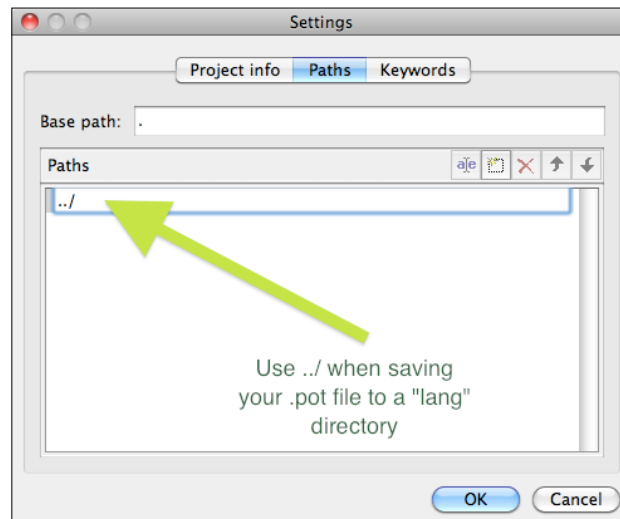 Settings
Project info Paths Keywords
Base path: .
Paths
../
Use ../ when saving
your .pot file to a "lang"
directory
OK Cancel